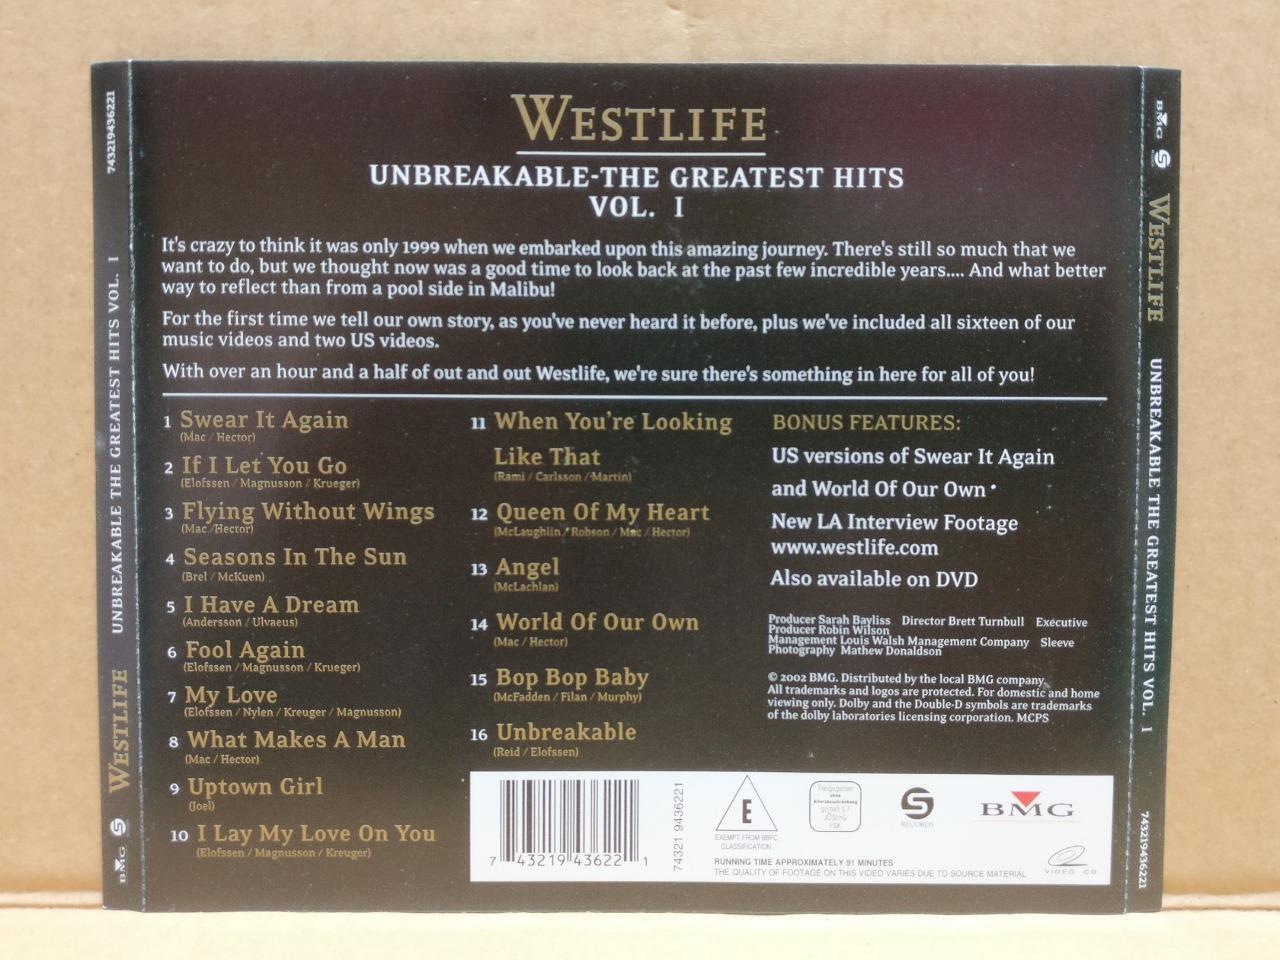 WESTLIFE
UNBREAKABLE-THE GREATEST HITS
VOL. I
It's crazy to think it was only 1999 when we embarked upon this amazing journey. There's still so much that we
want to do, but we thought now was a good time to look back at the past few incredible years.... And what better
way to reflect than from a pool side in Malibu!
For the first time we tell our own story, as you've never heard it before, plus we've included all sixteen of our
music videos and two US videos.
With over an hour and a half of out and out Westlife, we're sure there's something in here for all of you!
1 Swear It Again
(Mac / Hector)
2 If I Let You Go
(Elofssen / Magnusson / Krueger)
3 Flying Without Wings
(Mac / Hector)
4 Seasons In The Sun
(Brel / McKuen)
5 I Have A Dream
(Andersson / Ulvaeus)
6 Fool Again
(Elofssen / Magnusson / Krueger)
7 My Love
(Elofssen / Nylen / Kreuger / Magnusson)
8 What Makes A Man
(Mac / Hector)
9 Uptown Girl
(Joel)
10 I Lay My Love On You
(Elofssen / Magnusson / Kreuger)
11 When You're Looking
Like That
(Rami / Carlsson / Martin)
12 Queen Of My Heart
(McLaughlin / Robson / Mac / Hector)
13 Angel
(McLachlan)
14 World Of Our Own
(Mac / Hector)
15 Bop Bop Baby
(McFadden / Filan / Murphy)
16 Unbreakable
(Reid / Elofssen)
BONUS FEATURES:
US versions of Swear It Again
and World Of Our Own
New LA Interview Footage
www.westlife.com
Also available on DVD
Producer Sarah Bayliss Director Brett Turnbull Executive
Producer Robin Wilson
Management Louis Walsh Management Company Sleeve
Photography Mathew Donaldson
© 2002 BMG. Distributed by the local BMG company.
All trademarks and logos are protected. For domestic and home
viewing only. Dolby and the Double-D symbols are trademarks
of the dolby laboratories licensing corporation. MCPS
7 43219 43622 1
74321 9436221
E
EXEMPT FROM BBFC
CLASSIFICATION
Freigegeben
ohne
Altersbeschränkung
gemäß § 7
JÖSchG
FSK
S
RECORDS
BMG
RUNNING TIME APPROXIMATELY 91 MINUTES
THE QUALITY OF FOOTAGE ON THIS VIDEO VARIES DUE TO SOURCE MATERIAL
VIDEO CD
743219436221
UNBREAKABLE THE GREATEST HITS VOL. I
WESTLIFE
S
BMG
BMG
S
WESTLIFE
UNBREAKABLE THE GREATEST HITS VOL. I
743219436221